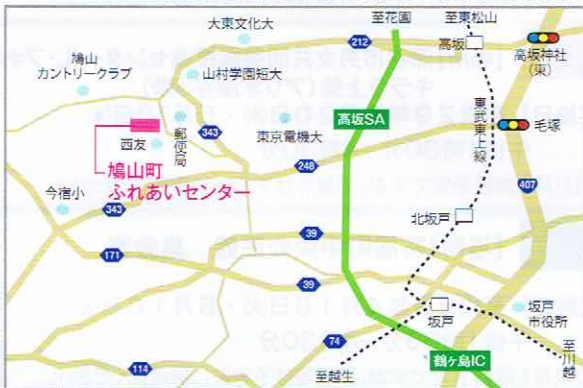 大東文化大
至花園
至東松山
212
高坂
高坂神社
(東)
鳩山
カントリークラブ
山村学園短大
高坂SA
東武東上線
西友
郵便局
343
東京電機大
毛塚
鳩山町
ふれあいセンター
248
407
今宿小
343
北坂戸
171
39
39
坂戸
坂戸
市役所
74
鶴ヶ島IC
至川越
114
至越生